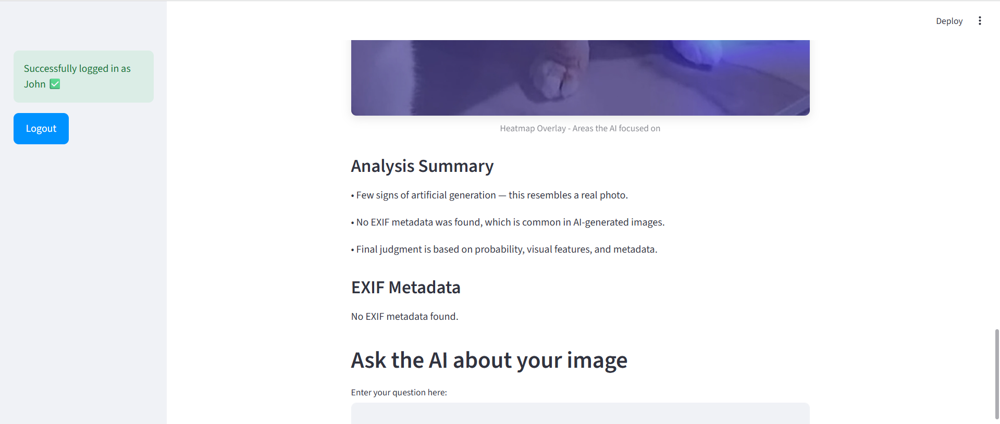 Deploy
Successfully logged in as
John ✅
Logout
Heatmap Overlay - Areas the AI focused on
Analysis Summary
• Few signs of artificial generation — this resembles a real photo.
• No EXIF metadata was found, which is common in AI-generated images.
• Final judgment is based on probability, visual features, and metadata.
EXIF Metadata
No EXIF metadata found.
Ask the AI about your image
Enter your question here: